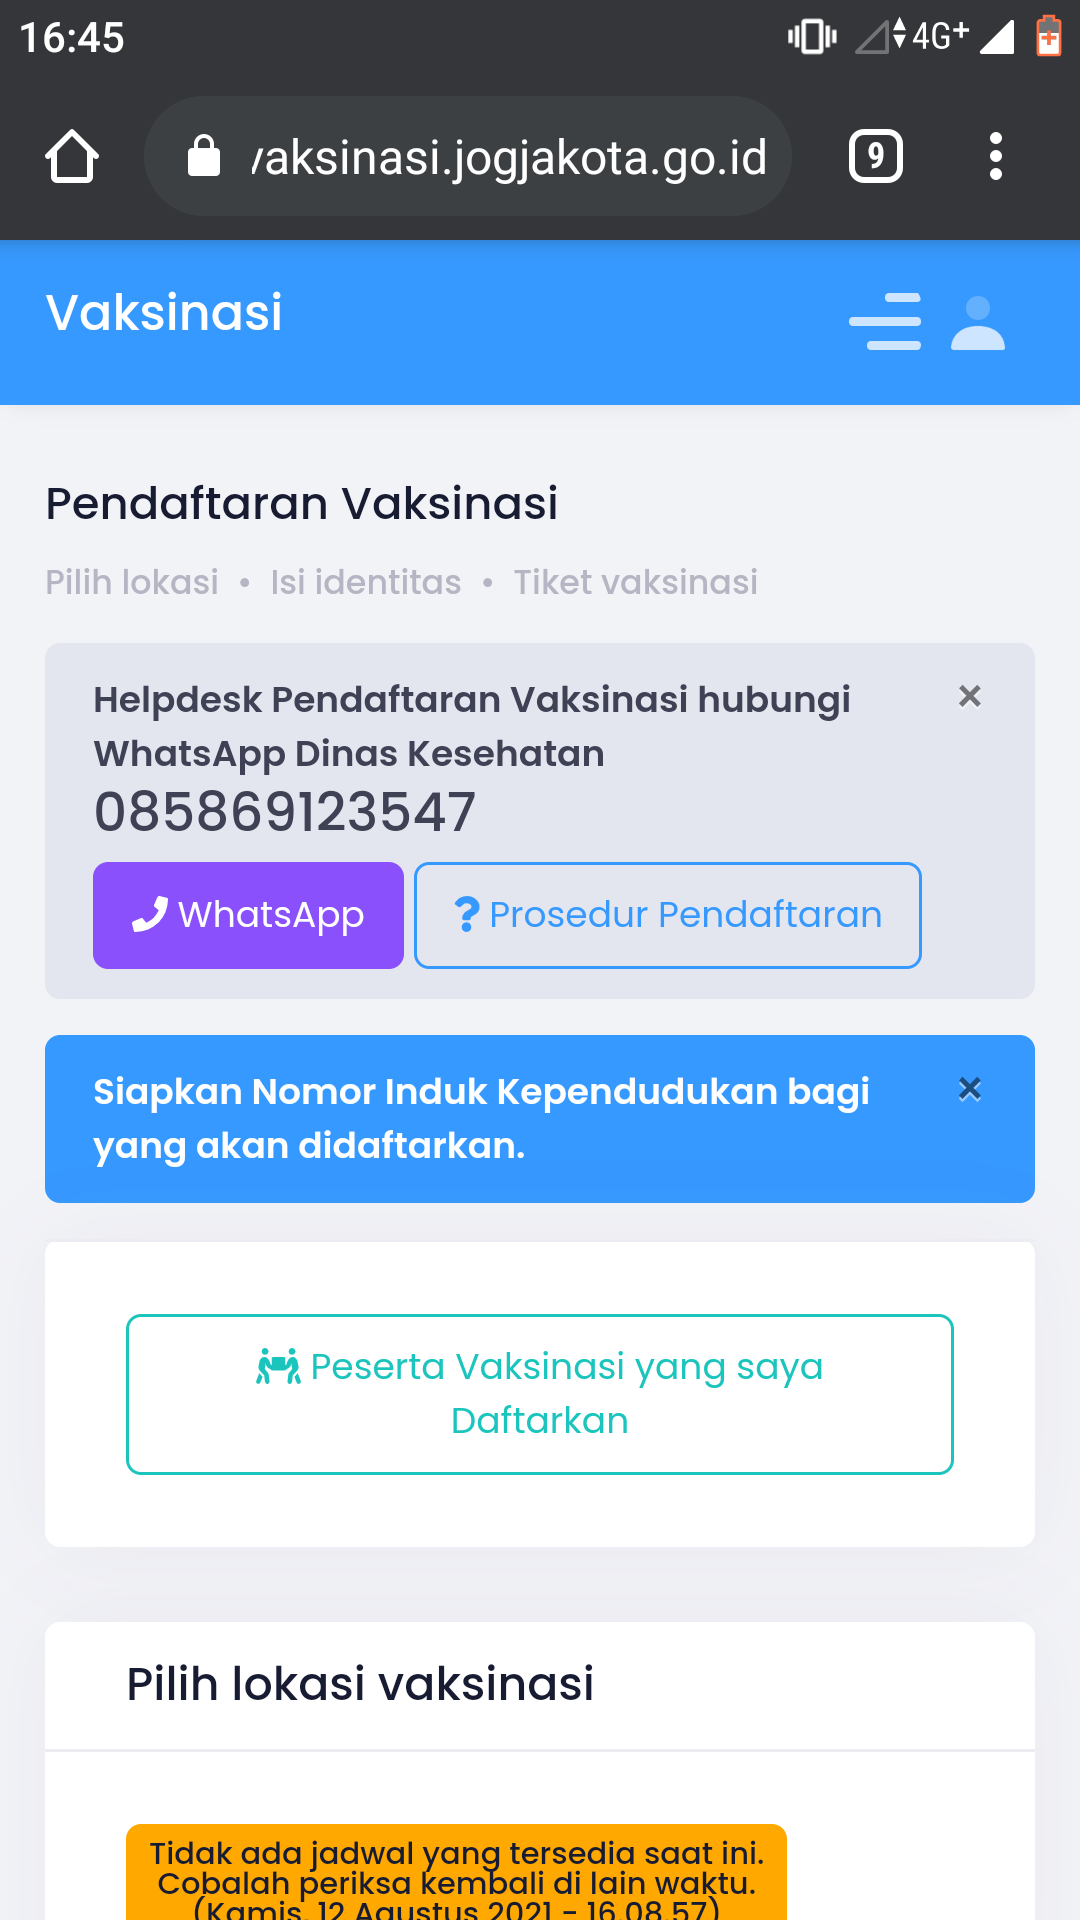 16:45
4G+
vaksinasi.jogjakota.go.id
9
Vaksinasi
Pendaftaran Vaksinasi
Pilih lokasi • Isi identitas • Tiket vaksinasi
Helpdesk Pendaftaran Vaksinasi hubungi
WhatsApp Dinas Kesehatan
085869123547
WhatsApp
? Prosedur Pendaftaran
Siapkan Nomor Induk Kependudukan bagi
yang akan didaftarkan.
Peserta Vaksinasi yang saya
Daftarkan
Pilih lokasi vaksinasi
Tidak ada jadwal yang tersedia saat ini.
Cobalah periksa kembali di lain waktu.
(Kamis, 12 Agustus 2021 - 16.08.57)